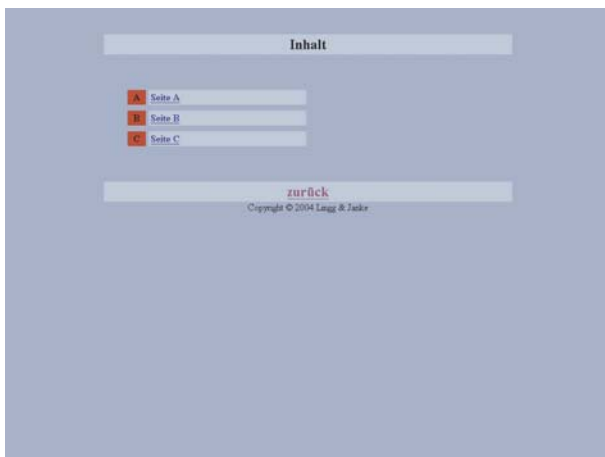 Inhalt
A Seite A
B Seite B
C Seite C
zurück
Copyright © 2004 Lingg & Janke